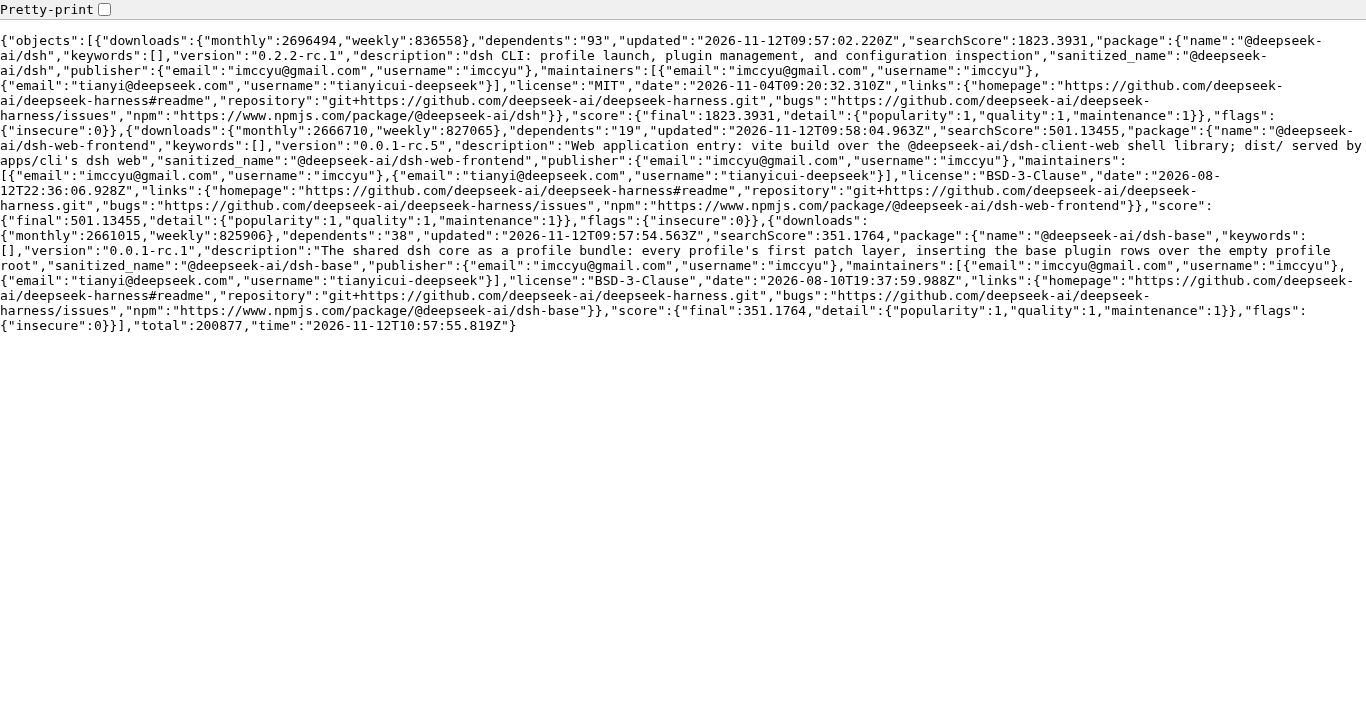 Pretty-print
{"objects":[{"downloads":{"monthly":2696494,"weekly":836558},"dependents":"93","updated":"2026-11-12T09:57:02.220Z","searchScore":1823.3931,"package":{"name":"@deepseek-
ai/dsh","keywords":[],"version":"0.2.2-rc.1","description":"dsh CLI: profile launch, plugin management, and configuration inspection","sanitized_name":"@deepseek-
ai/dsh","publisher":{"email":"imccyu@gmail.com","username":"imccyu"},"maintainers":[{"email":"imccyu@gmail.com","username":"imccyu"},
{"email":"tianyi@deepseek.com","username":"tianyicui-deepseek"}],"license":"MIT","date":"2026-11-04T09:20:32.310Z","links":{"homepage":"https://github.com/deepseek-
ai/deepseek-harness#readme","repository":"git+https://github.com/deepseek-ai/deepseek-harness.git","bugs":"https://github.com/deepseek-ai/deepseek-
harness/issues","npm":"https://www.npmjs.com/package/@deepseek-ai/dsh"}},"score":{"final":1823.3931,"detail":{"popularity":1,"quality":1,"maintenance":1}},"flags":
{"insecure":0}},{"downloads":{"monthly":2666710,"weekly":827065},"dependents":"19","updated":"2026-11-12T09:58:04.963Z","searchScore":501.13455,"package":{"name":"@deepseek-
ai/dsh-web-frontend","keywords":[],"version":"0.0.1-rc.5","description":"Web application entry: vite build over the @deepseek-ai/dsh-client-web shell library; dist/ served by
apps/cli's dsh web","sanitized_name":"@deepseek-ai/dsh-web-frontend","publisher":{"email":"imccyu@gmail.com","username":"imccyu"},"maintainers":
[{"email":"imccyu@gmail.com","username":"imccyu"},{"email":"tianyi@deepseek.com","username":"tianyicui-deepseek"}],"license":"BSD-3-Clause","date":"2026-08-
12T22:36:06.928Z","links":{"homepage":"https://github.com/deepseek-ai/deepseek-harness#readme","repository":"git+https://github.com/deepseek-ai/deepseek-
harness.git","bugs":"https://github.com/deepseek-ai/deepseek-harness/issues","npm":"https://www.npmjs.com/package/@deepseek-ai/dsh-web-frontend"}},"score":
{"final":501.13455,"detail":{"popularity":1,"quality":1,"maintenance":1}},"flags":{"insecure":0}},{"downloads":
{"monthly":2661015,"weekly":825906},"dependents":"38","updated":"2026-11-12T09:57:54.563Z","searchScore":351.1764,"package":{"name":"@deepseek-ai/dsh-base","keywords":
[],"version":"0.0.1-rc.1","description":"The shared dsh core as a profile bundle: every profile's first patch layer, inserting the base plugin rows over the empty profile
root","sanitized_name":"@deepseek-ai/dsh-base","publisher":{"email":"imccyu@gmail.com","username":"imccyu"},"maintainers":[{"email":"imccyu@gmail.com","username":"imccyu"},
{"email":"tianyi@deepseek.com","username":"tianyicui-deepseek"}],"license":"BSD-3-Clause","date":"2026-08-10T19:37:59.988Z","links":{"homepage":"https://github.com/deepseek-
ai/deepseek-harness#readme","repository":"git+https://github.com/deepseek-ai/deepseek-harness.git","bugs":"https://github.com/deepseek-ai/deepseek-
harness/issues","npm":"https://www.npmjs.com/package/@deepseek-ai/dsh-base"}},"score":{"final":351.1764,"detail":{"popularity":1,"quality":1,"maintenance":1}},"flags":
{"insecure":0}}],"total":200877,"time":"2026-11-12T10:57:55.819Z"}